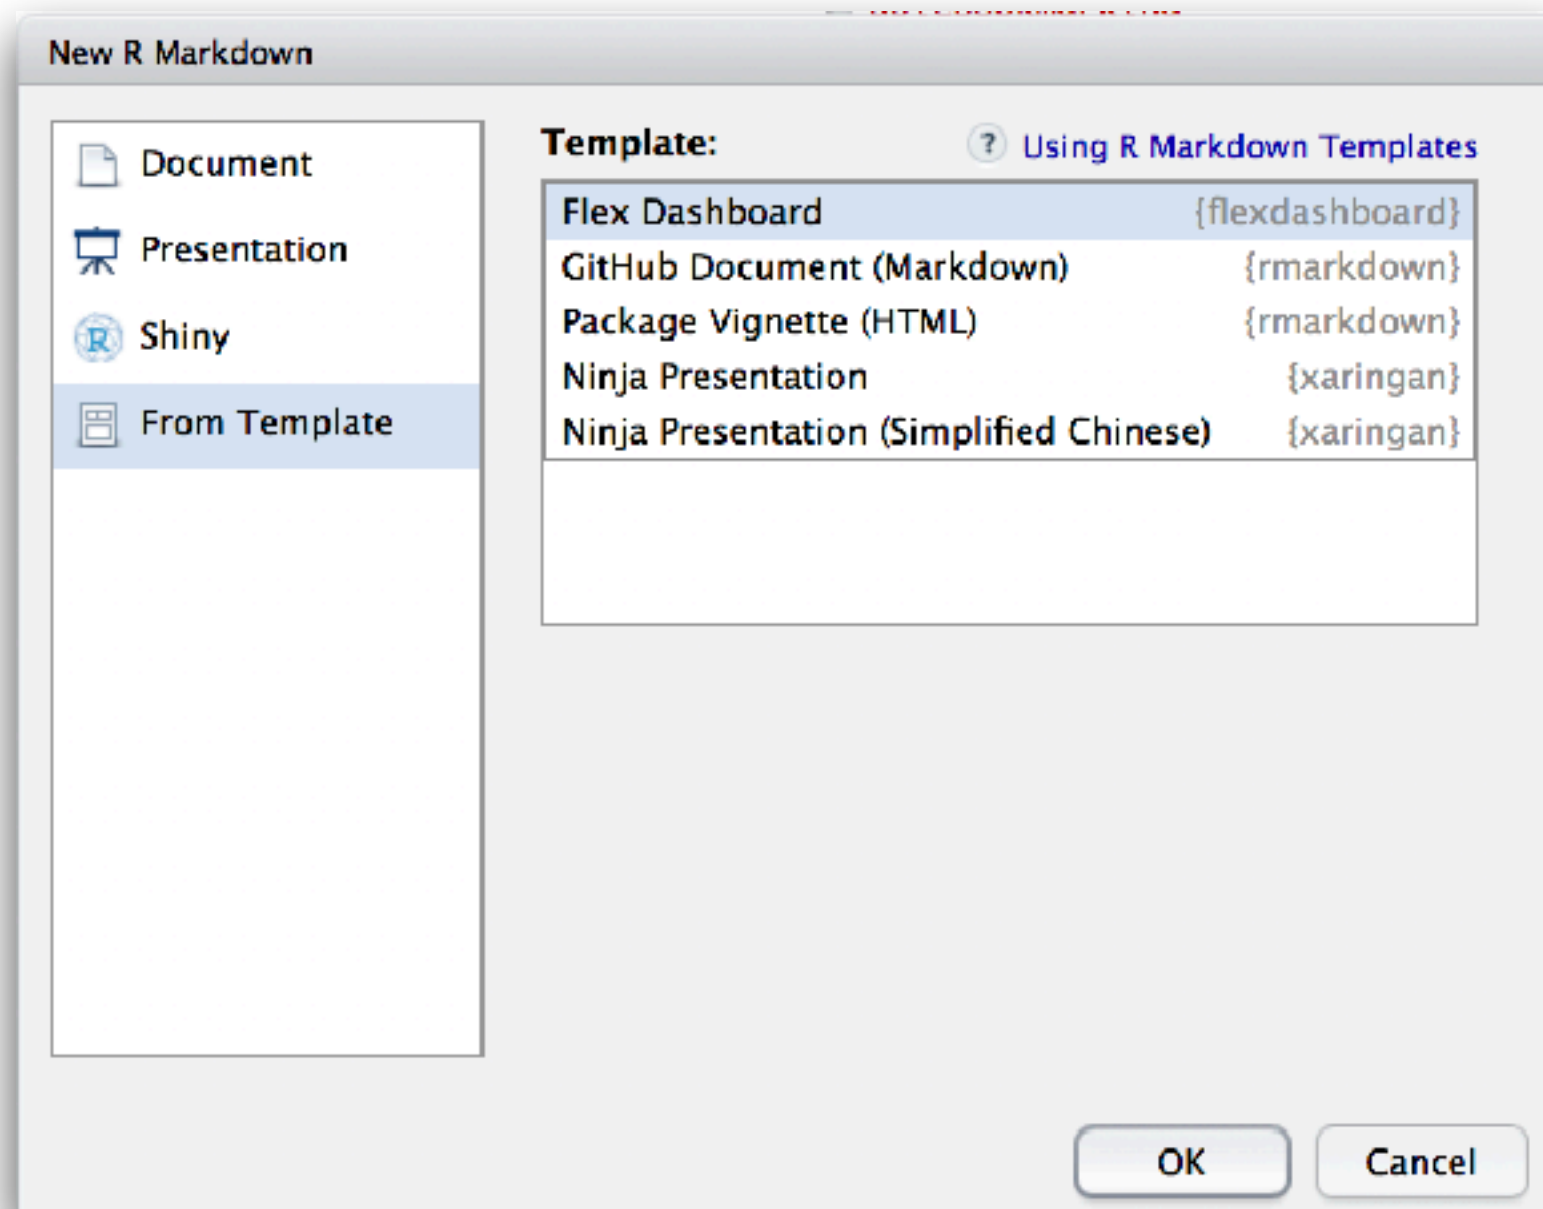 New R Markdown
Document
Presentation
Shiny
From Template
Template:
? Using R Markdown Templates
Flex Dashboard {flexdashboard}
GitHub Document (Markdown) {rmarkdown}
Package Vignette (HTML) {rmarkdown}
Ninja Presentation {xaringan}
Ninja Presentation (Simplified Chinese) {xaringan}
OK Cancel